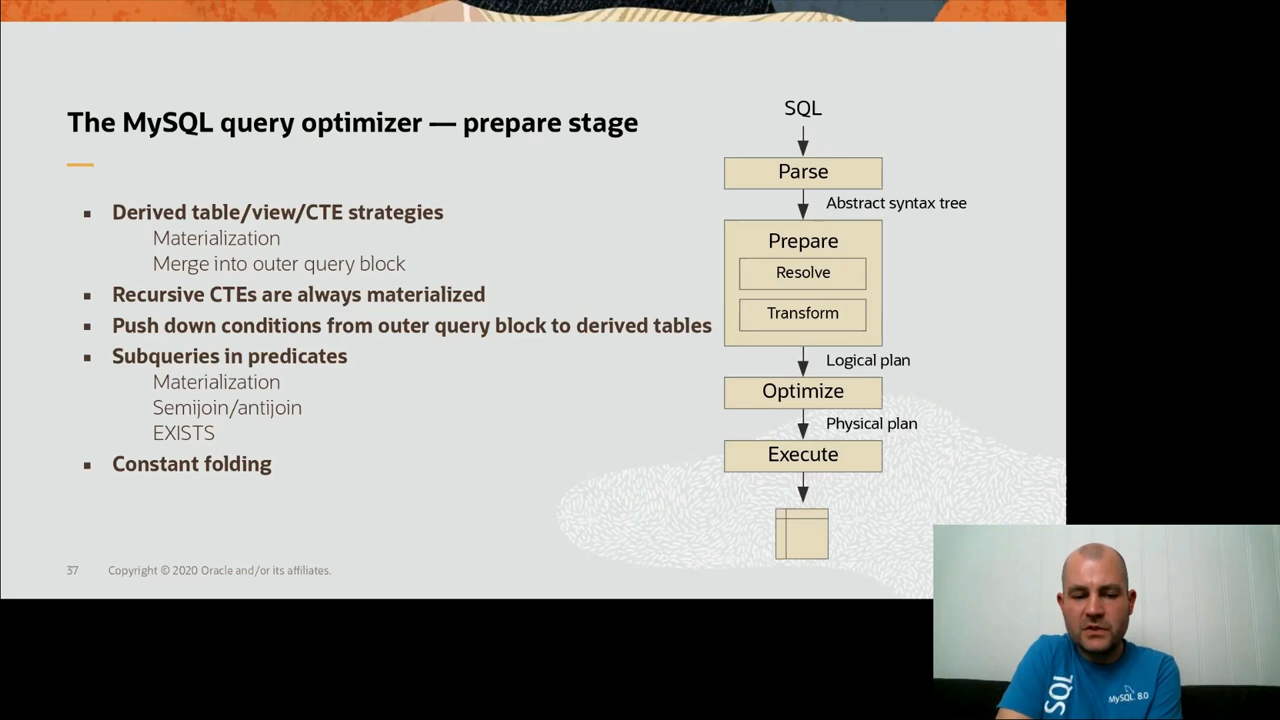 The MySQL query optimizer — prepare stage
Derived table/view/CTE strategies
Materialization
Merge into outer query block
Recursive CTEs are always materialized
Push down conditions from outer query block to derived tables
Subqueries in predicates
Materialization
Semijoin/antijoin
EXISTS
Constant folding
SQL
Parse
Abstract syntax tree
Prepare
Resolve
Transform
Logical plan
Optimize
Physical plan
Execute
37 Copyright © 2020 Oracle and/or its affiliates.
SQL
MySQL 8.0